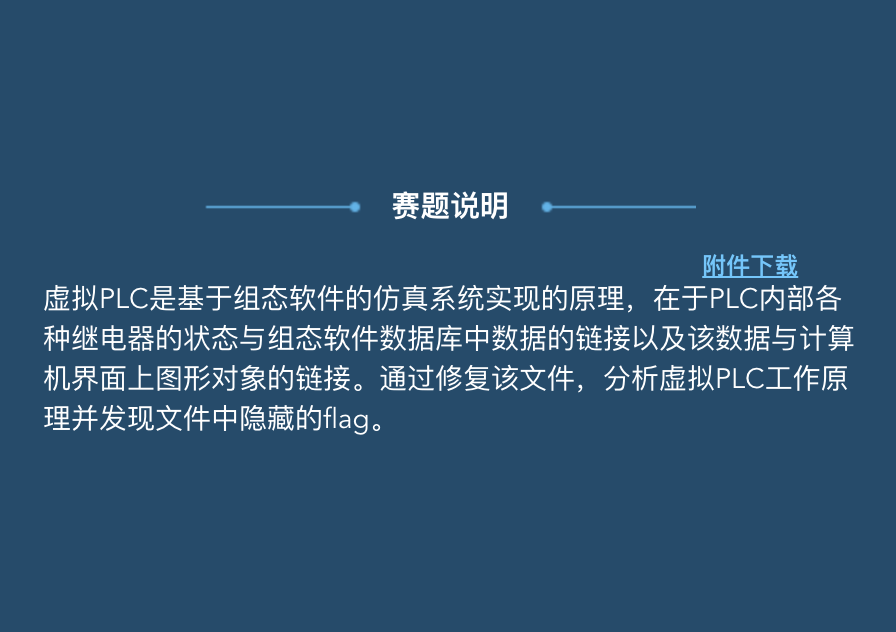 赛题说明
附件下载
虚拟PLC是基于组态软件的仿真系统实现的原理，在于PLC内部各
种继电器的状态与组态软件数据库中数据的链接以及该数据与计算
机界面上图形对象的链接。通过修复该文件，分析虚拟PLC工作原
理并发现文件中隐藏的flag。